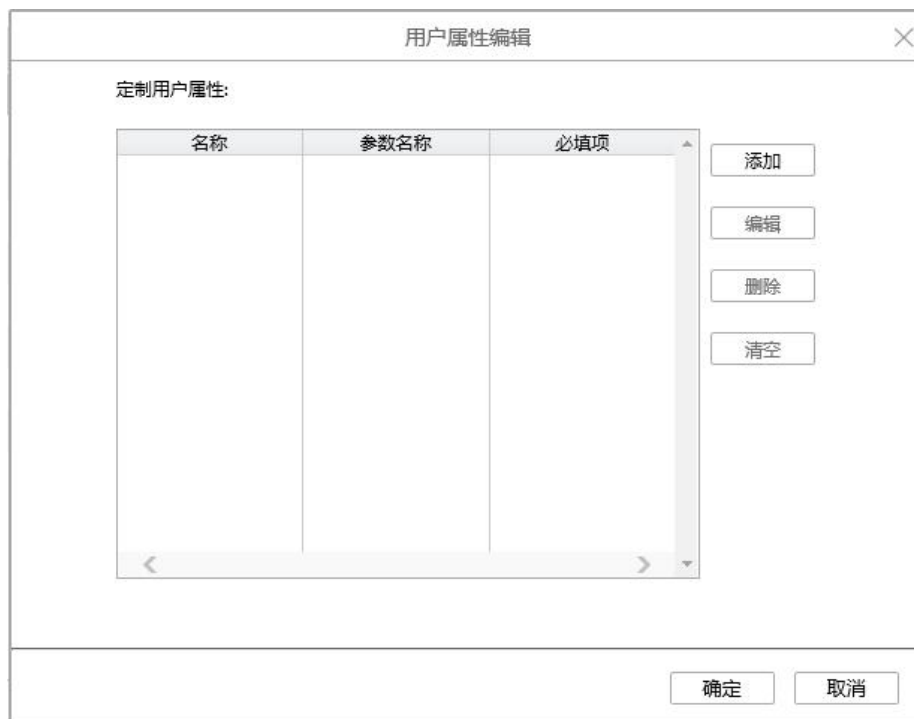 用户属性编辑
定制用户属性:
名称 参数名称 必填项
添加
编辑
删除
清空
确定 取消